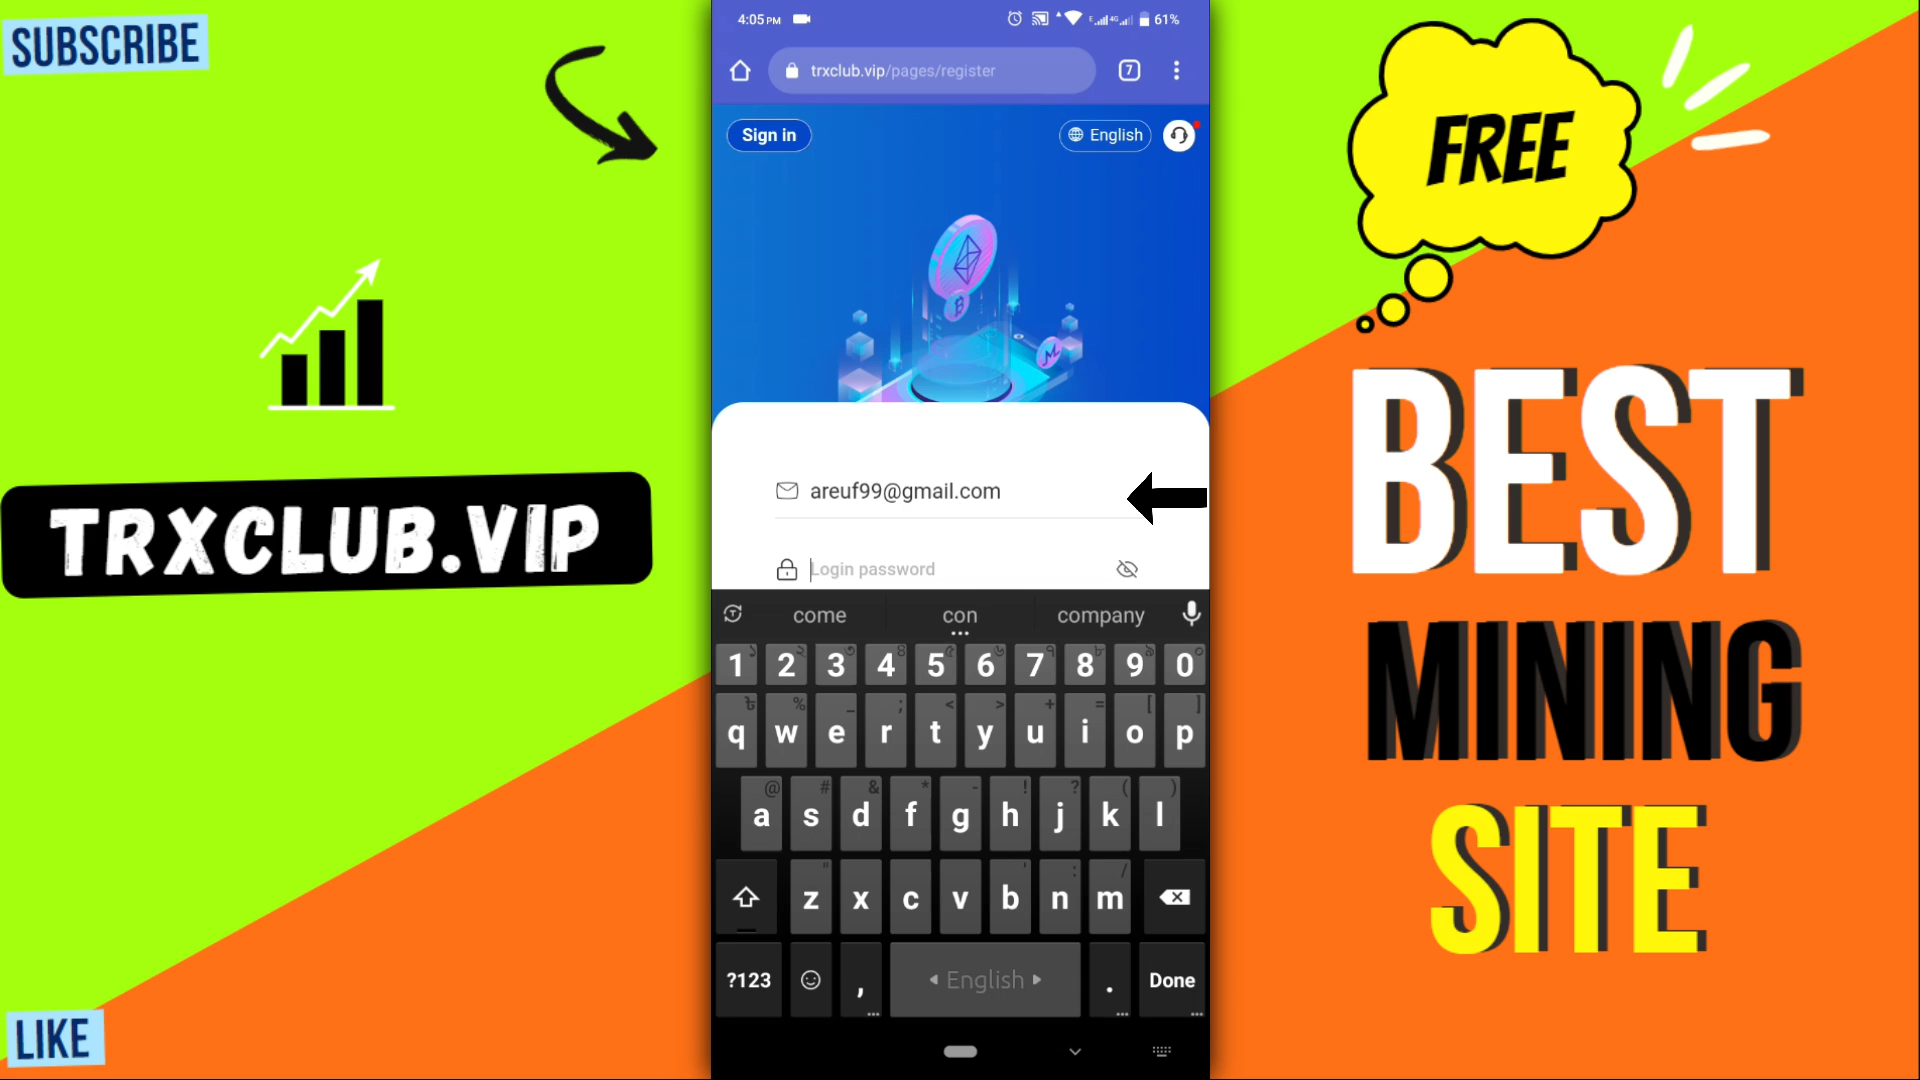 SUBSCRIBE
TRXCLUB.VIP
LIKE
4:05 PM
4G
61%
trxclub.vip/pages/register
7
Sign in
English
areuf99@gmail.com
Login password
come con company
1 2 3 4 5 6 7 8 9 0
q w e r t y u i o p
a s d f g h j k l
z x c v b n m
?123 , English . Done
FREE
BEST
MINING
SITE